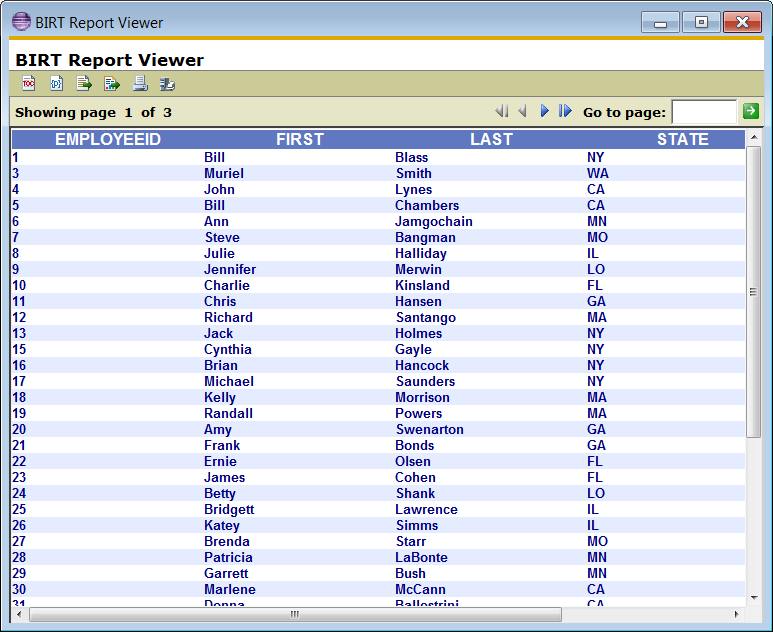 BIRT Report Viewer
BIRT Report Viewer
TOC
Showing page 1 of 3 Go to page:
EMPLOYEEID FIRST LAST STATE
1 Bill Blass NY
3 Muriel Smith WA
4 John Lynes CA
5 Bill Chambers CA
6 Ann Jamgochain MN
7 Steve Bangman MO
8 Julie Halliday IL
9 Jennifer Merwin LO
10 Charlie Kinsland FL
11 Chris Hansen GA
12 Richard Santango MA
13 Jack Holmes NY
15 Cynthia Gayle NY
16 Brian Hancock NY
17 Michael Saunders NY
18 Kelly Morrison MA
19 Randall Powers MA
20 Amy Swenarton GA
21 Frank Bonds GA
22 Ernie Olsen FL
23 James Cohen FL
24 Betty Shank LO
25 Bridgett Lawrence IL
26 Katey Simms IL
27 Brenda Starr MO
28 Patricia LaBonte MN
29 Garrett Bush MN
30 Marlene McCann CA
31 Donna Ballestrini CA